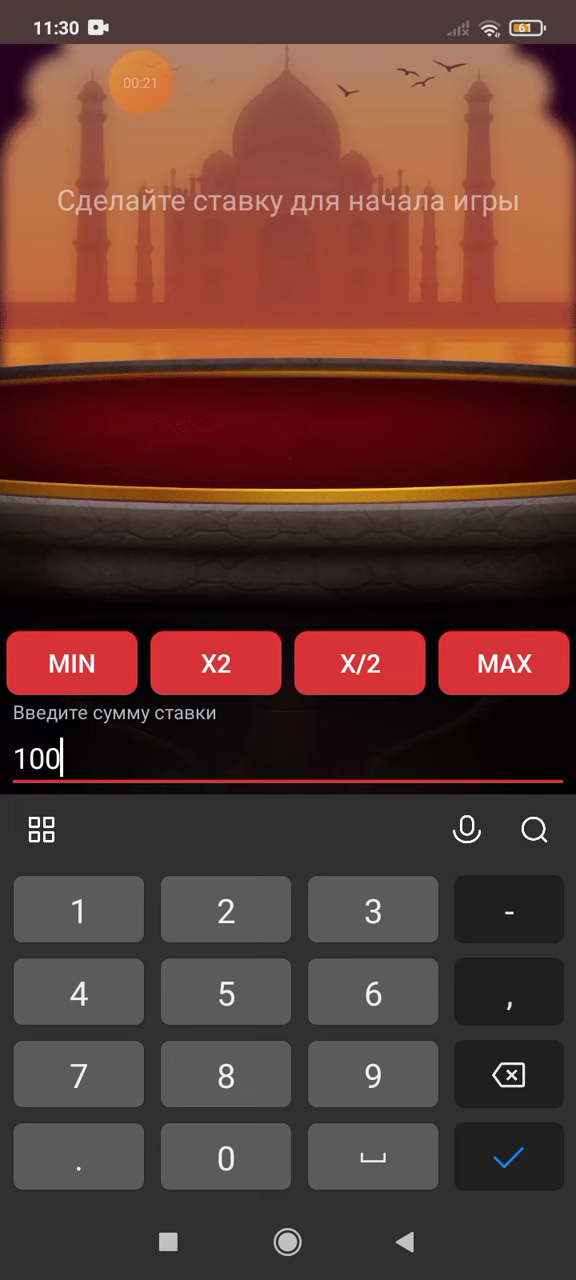 11:30
61
00:21
Сделайте ставку для начала игры
MIN X2 X/2 MAX
Введите сумму ставки
100
1 2 3 -
4 5 6 ,
7 8 9
. 0